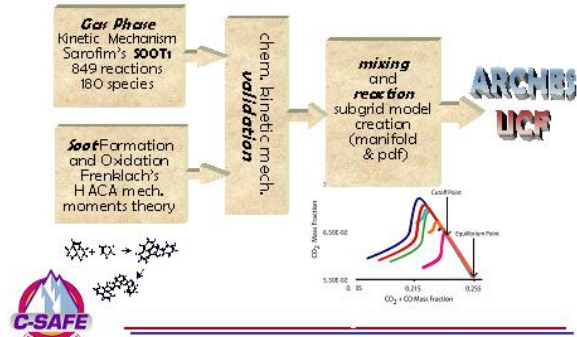 Gas Phase
Kinetic Mechanism
Sarofim's SOOT1
849 reactions
180 species
Soot Formation
and Oxidation
Frenklach's
HACA mech.
moments theory
chem. kinetic mech.
validation
mixing
and
reaction
subgrid model
creation
(manifold
& pdf)
ARCHES
UCF
Cutoff Point
Equilibrium Point
CO₂ Mass Fraction
6.50E-02
5.50E-02
0.215
0.255
CO₂ + CO Mass Fraction
C-SAFE